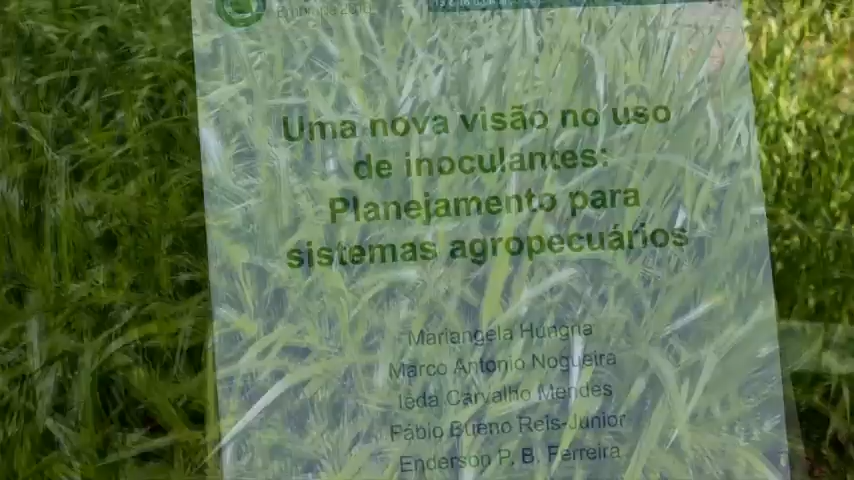 Uma nova visão no uso
de inoculantes:
Planejamento para
sistemas agropecuários
Mariangela Hungria
Marco Antonio Nogueira
Iêda Carvalho Mendes
Fábio Bueno Reis-Junior
Enderson P. B. Ferreira